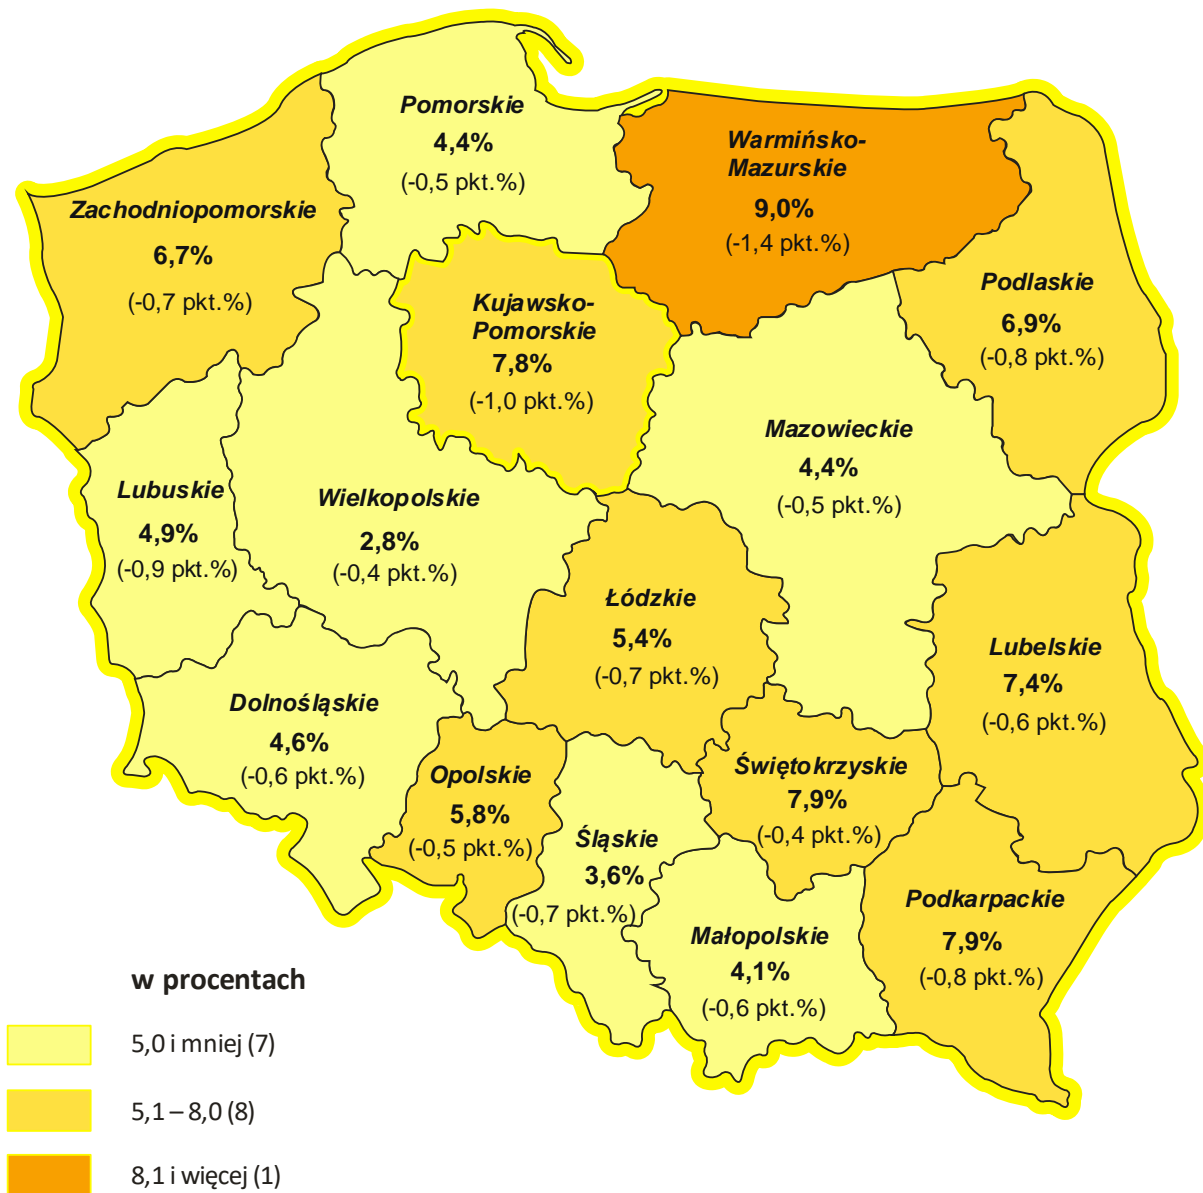 Pomorskie
4,4%
(-0,5 pkt.%)
Warmińsko-
Mazurskie
9,0%
(-1,4 pkt.%)
Zachodniopomorskie
6,7%
(-0,7 pkt.%)
Podlaskie
6,9%
(-0,8 pkt.%)
Kujawsko-
Pomorskie
7,8%
(-1,0 pkt.%)
Mazowieckie
4,4%
(-0,5 pkt.%)
Lubuskie
4,9%
(-0,9 pkt.%)
Wielkopolskie
2,8%
(-0,4 pkt.%)
Łódzkie
5,4%
(-0,7 pkt.%)
Lubelskie
7,4%
(-0,6 pkt.%)
Dolnośląskie
4,6%
(-0,6 pkt.%)
Opolskie
5,8%
(-0,5 pkt.%)
Świętokrzyskie
7,9%
(-0,4 pkt.%)
Śląskie
3,6%
(-0,7 pkt.%)
Podkarpackie
7,9%
(-0,8 pkt.%)
Małopolskie
4,1%
(-0,6 pkt.%)
w procentach
5,0 i mniej (7)
5,1 – 8,0 (8)
8,1 i więcej (1)